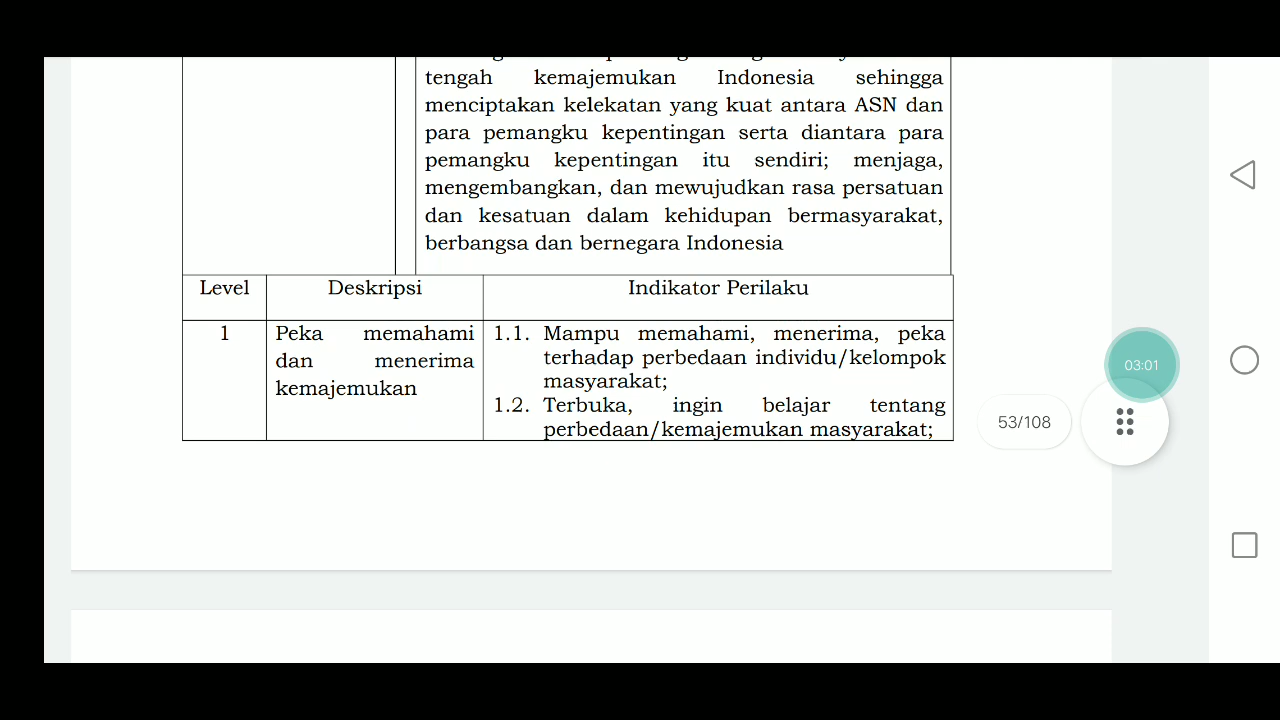 tengah kemajemukan Indonesia sehingga
menciptakan kelekatan yang kuat antara ASN dan
para pemangku kepentingan serta diantara para
pemangku kepentingan itu sendiri; menjaga,
mengembangkan, dan mewujudkan rasa persatuan
dan kesatuan dalam kehidupan bermasyarakat,
berbangsa dan bernegara Indonesia
Level Deskripsi Indikator Perilaku
1
Peka memahami
dan menerima
kemajemukan
1.1. Mampu memahami, menerima, peka
terhadap perbedaan individu/kelompok
masyarakat;
1.2. Terbuka, ingin belajar tentang
perbedaan/kemajemukan masyarakat;
03:01
53/108